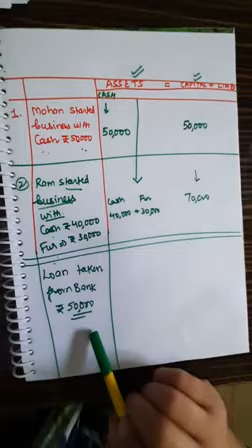 ASSETS = CAPITAL + LIAB
CASH
1. Mohan started
business with
Cash ₹50,000
50,000
50,000
② Ram started
business with
Cash ⇒ ₹40,000
Fur ⇒ ₹30,000
Cash Fur
40,000 + 30,000
70,000
Loan taken
from Bank
₹ 50,000